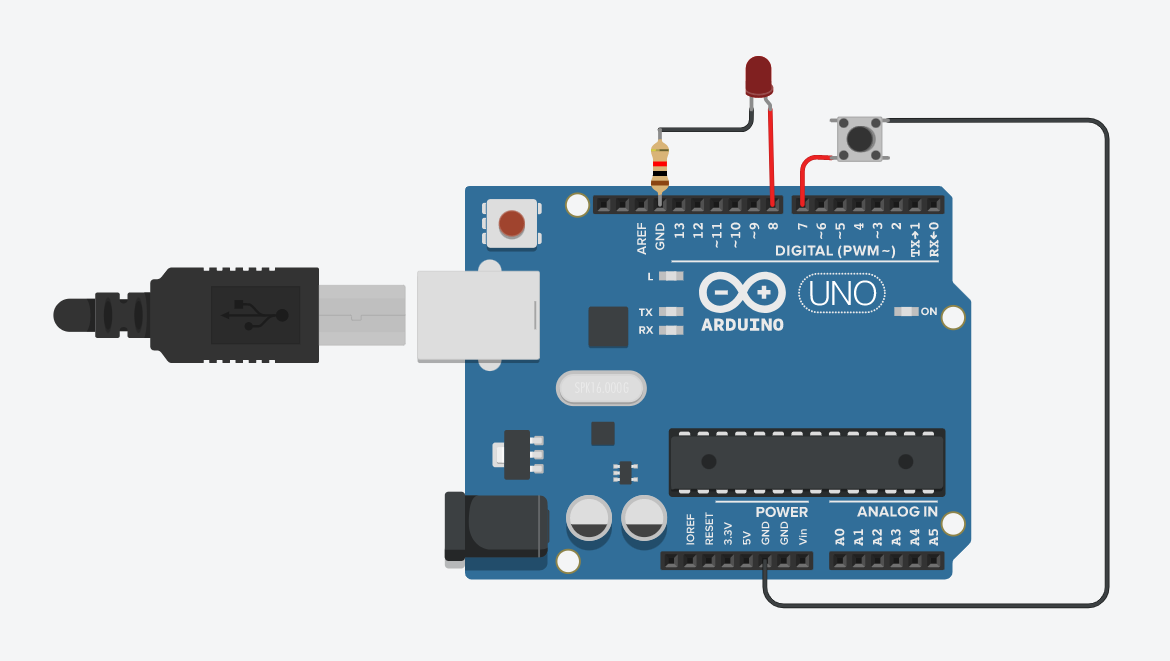 AREF
GND
13
12
~11
~10
~9
8
7
~6
~5
4
~3
2
TX→1
RX←0
DIGITAL (PWM~)
L
TX
RX
ARDUINO
UNO
ON
SPK16.000G
POWER
ANALOG IN
IOREF
RESET
3.3V
5V
GND
GND
Vin
A0
A1
A2
A3
A4
A5